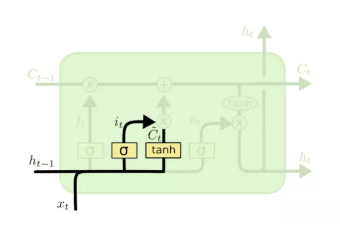 h_t
C_{t-1}
C_t
tanh
f_t
i_t
C̃_t
o_t
σ
σ
tanh
σ
h_{t-1}
h_t
x_t